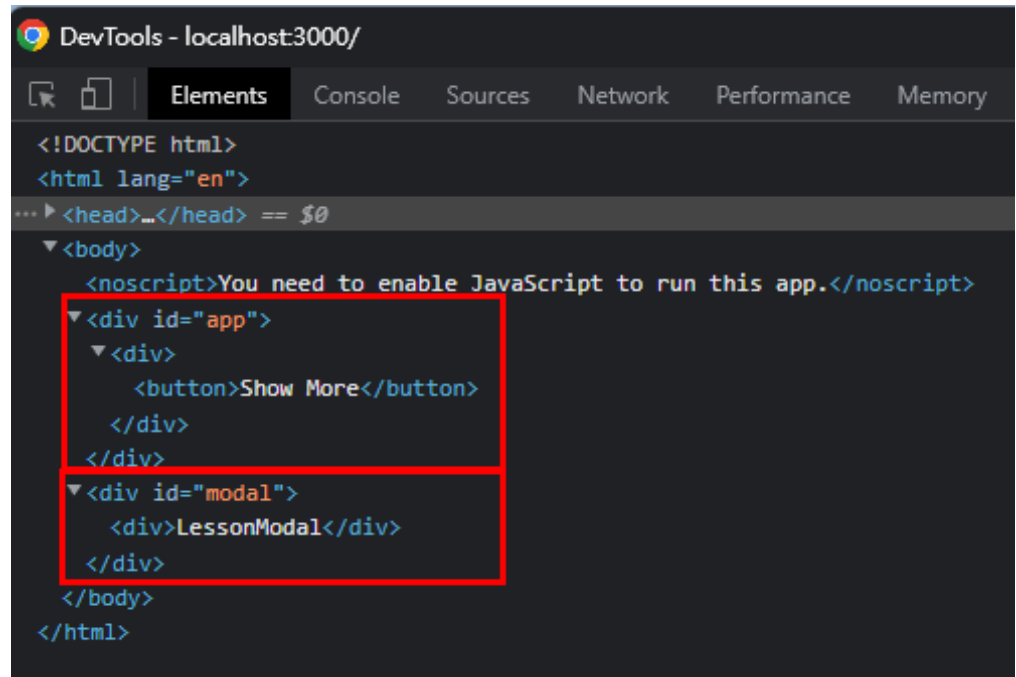 DevTools - localhost:3000/
Elements Console Sources Network Performance Memory
<!DOCTYPE html>
<html lang="en">
<head>…</head> == $0
<body>
<noscript>You need to enable JavaScript to run this app.</noscript>
<div id="app">
<div>
<button>Show More</button>
</div>
</div>
<div id="modal">
<div>LessonModal</div>
</div>
</body>
</html>